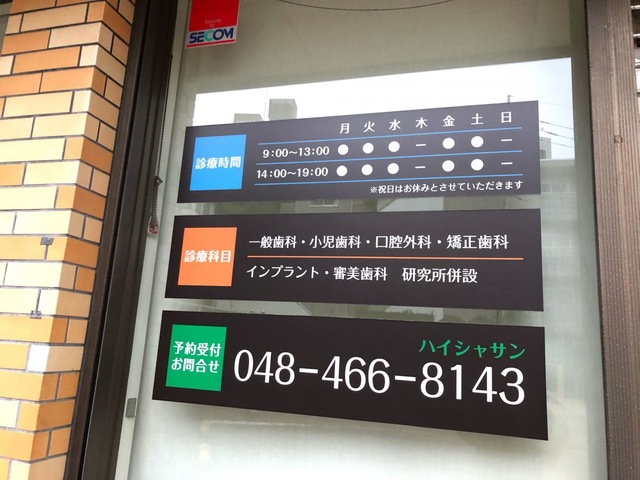 SECOM
診療時間
月 火 水 木 金 土 日
9:00〜13:00 ● ● ● ー ● ● ー
14:00〜19:00 ● ● ● ー ● ● ー
※祝日はお休みとさせていただきます
診療科目
一般歯科・小児歯科・口腔外科・矯正歯科
インプラント・審美歯科 研究所併設
予約受付
お問合せ
ハイシャサン
048-466-8143